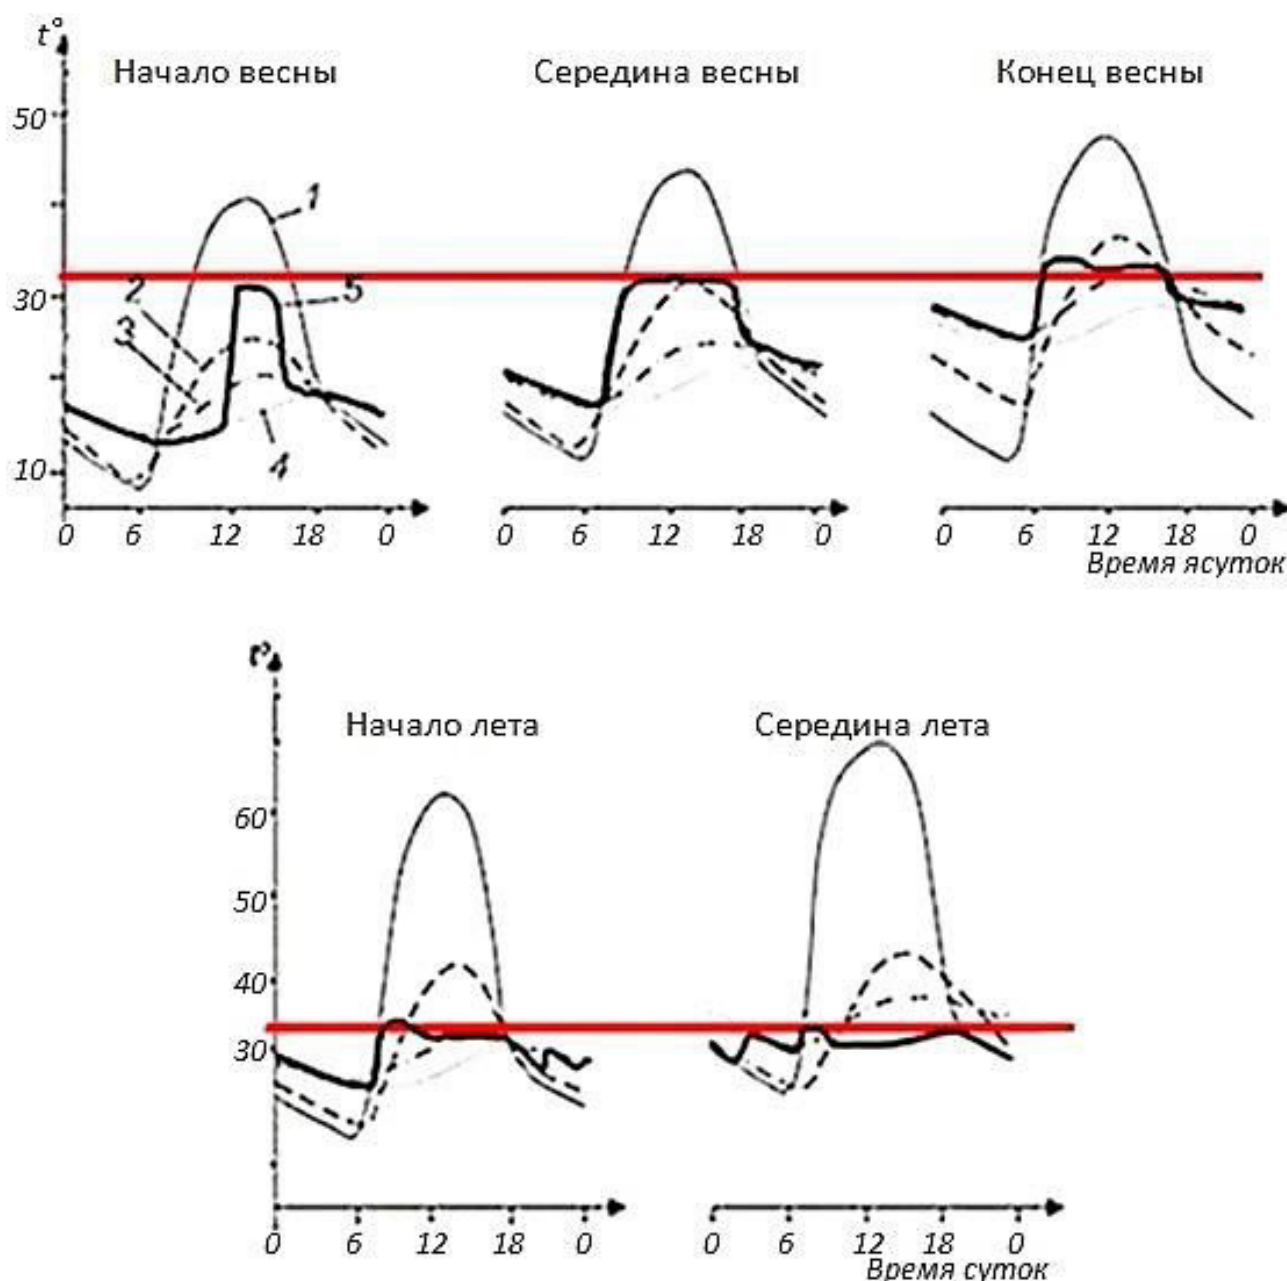 t°
Начало весны
Середина весны
Конец весны
50
30
10
1
2
3
4
5
0 6 12 18 0
0 6 12 18 0
0 6 12 18 0
Время ясуток
t°
Начало лета
Середина лета
60
50
40
30
0 6 12 18 0
0 6 12 18 0
Время суток